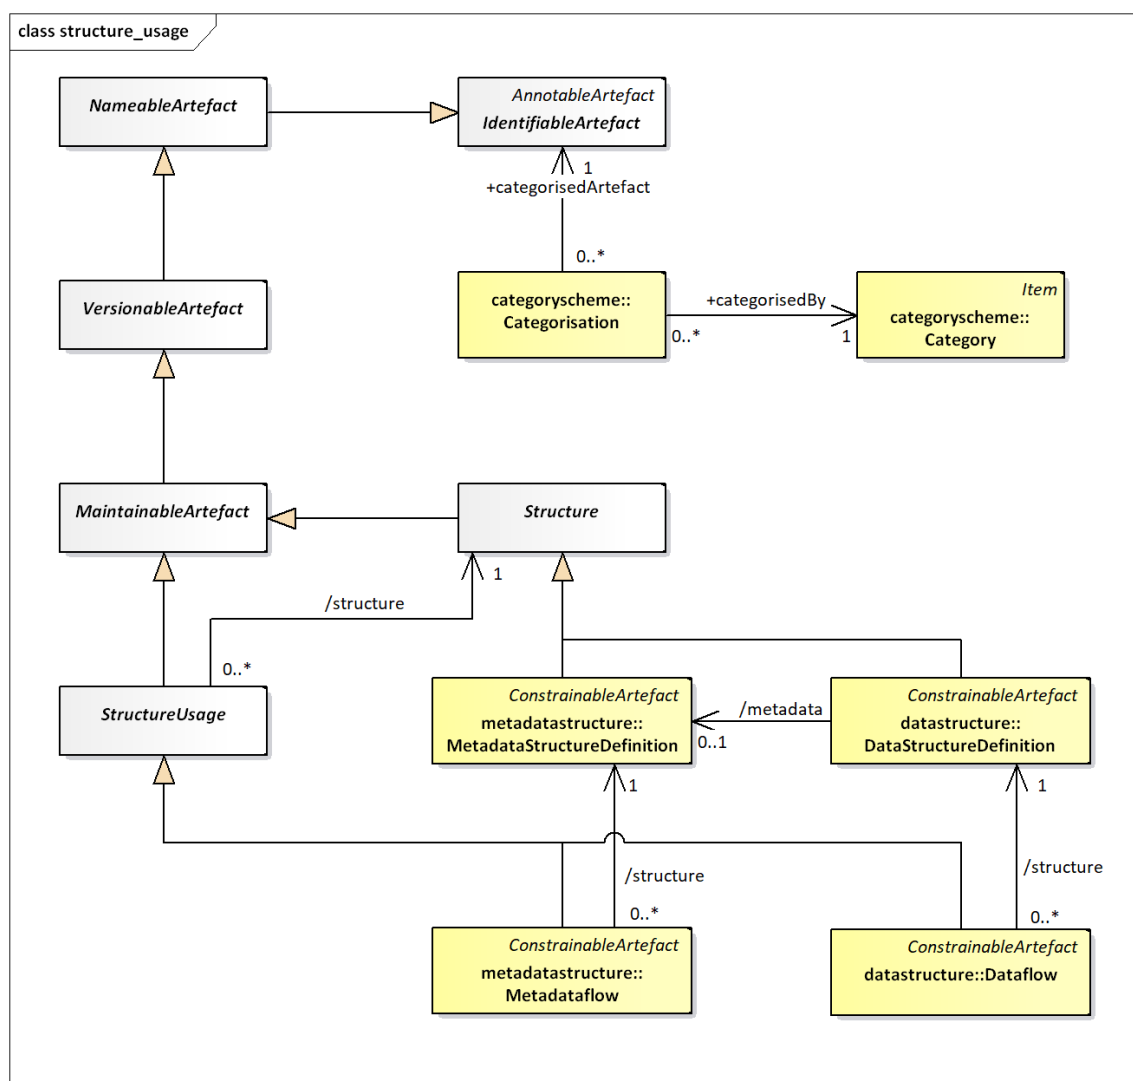 class structure_usage
NameableArtefact
AnnotableArtefact
IdentifiableArtefact
1
+categorisedArtefact
0..*
VersionableArtefact
categoryscheme::
Categorisation
+categorisedBy
0..*
1
Item
categoryscheme::
Category
MaintainableArtefact
Structure
1
/structure
0..*
StructureUsage
ConstrainableArtefact
metadatastructure::
MetadataStructureDefinition
/metadata
0..1
ConstrainableArtefact
datastructure::
DataStructureDefinition
1
1
/structure
/structure
0..*
0..*
ConstrainableArtefact
metadatastructure::
Metadataflow
ConstrainableArtefact
datastructure::Dataflow